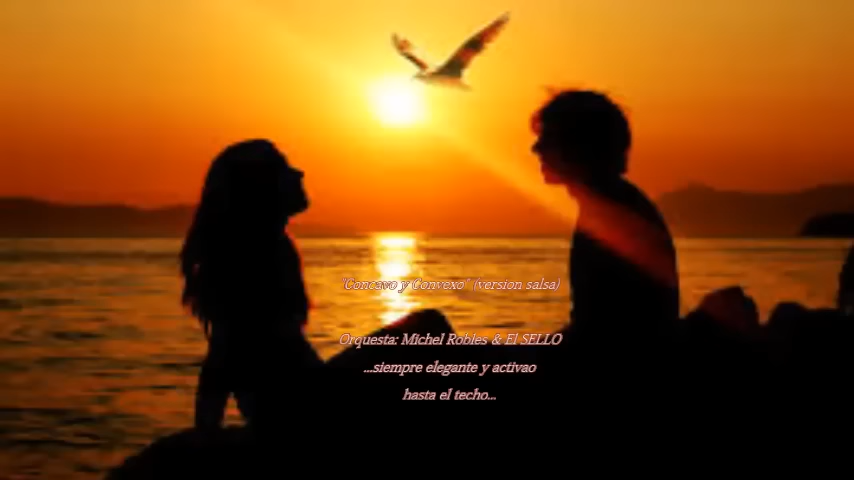 "Concavo y Convexo" (version salsa)
Orquesta: Michel Robles & El SELLO
...siempre elegante y activao
hasta el techo...